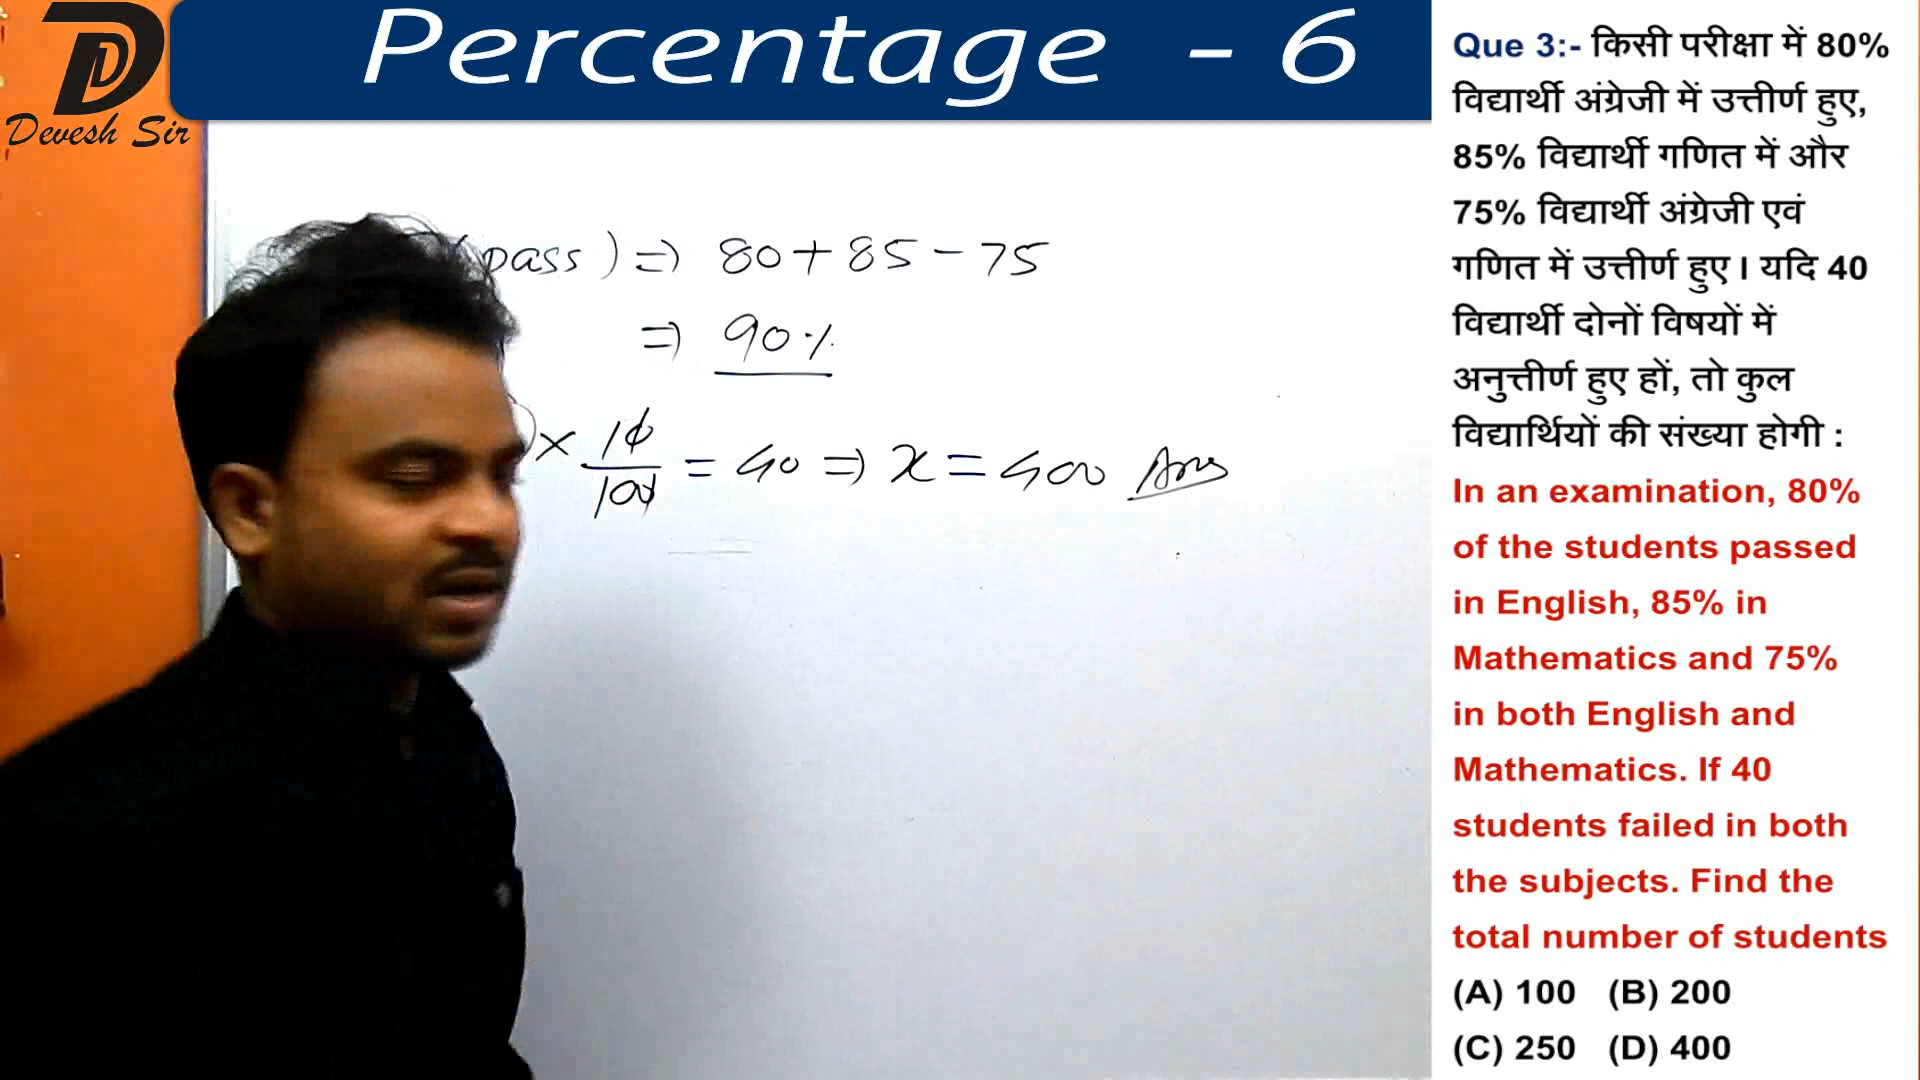 D
Devesh Sir
Percentage - 6
(pass) => 80 + 85 - 75
=> 90%
) × 10/100 = 40 => x = 400 Ans
Que 3:- किसी परीक्षा में 80%
विद्यार्थी अंग्रेजी में उत्तीर्ण हुए,
85% विद्यार्थी गणित में और
75% विद्यार्थी अंग्रेजी एवं
गणित में उत्तीर्ण हुए। यदि 40
विद्यार्थी दोनों विषयों में
अनुत्तीर्ण हुए हों, तो कुल
विद्यार्थियों की संख्या होगी :
In an examination, 80%
of the students passed
in English, 85% in
Mathematics and 75%
in both English and
Mathematics. If 40
students failed in both
the subjects. Find the
total number of students
(A) 100 (B) 200
(C) 250 (D) 400